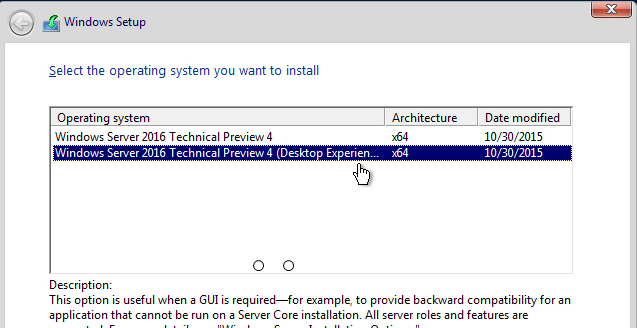 Windows Setup
Select the operating system you want to install
Operating system Architecture Date modified
Windows Server 2016 Technical Preview 4 x64 10/30/2015
Windows Server 2016 Technical Preview 4 (Desktop Experien... x64 10/30/2015
Description:
This option is useful when a GUI is required—for example, to provide backward compatibility for an
application that cannot be run on a Server Core installation. All server roles and features are